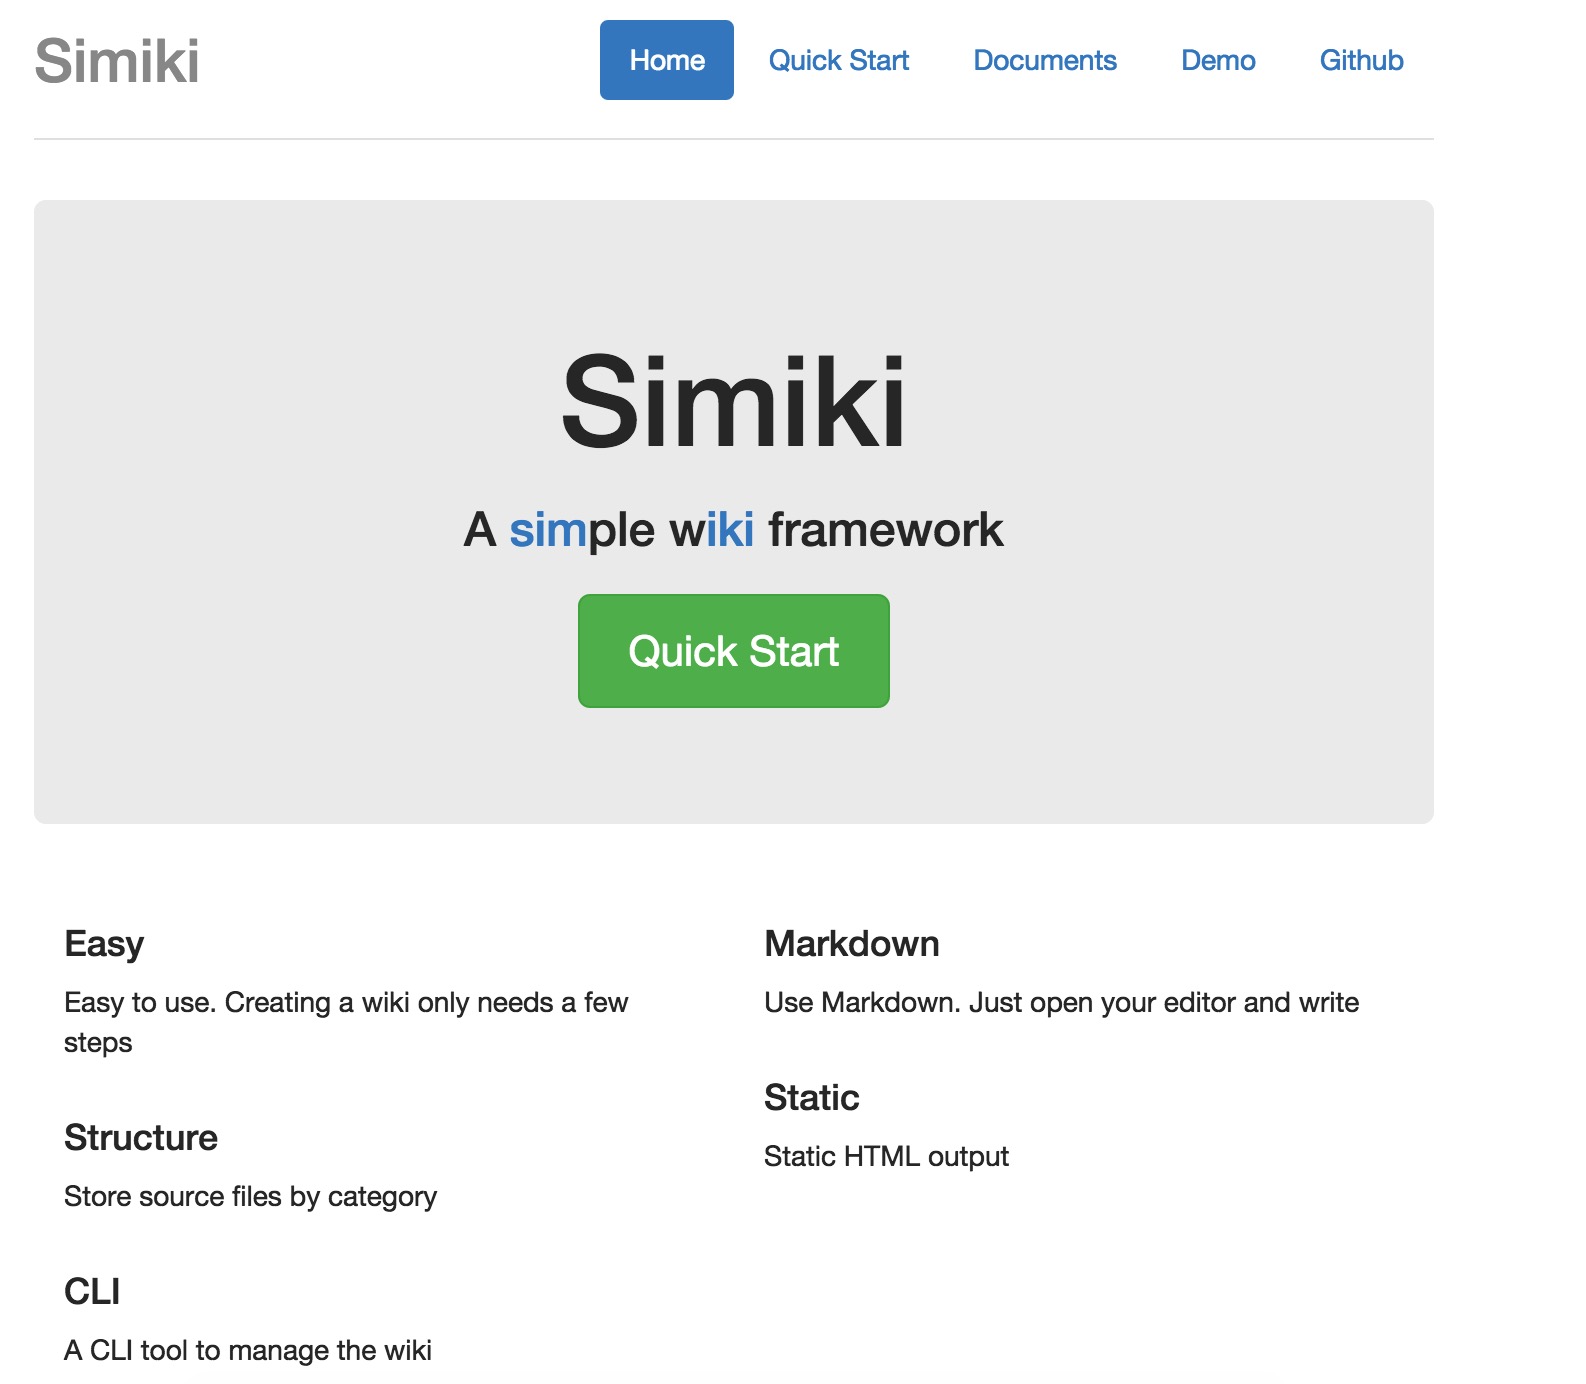 Simiki
Home Quick Start Documents Demo Github
Simiki
A simple wiki framework
Quick Start
Easy
Easy to use. Creating a wiki only needs a few
steps
Structure
Store source files by category
CLI
A CLI tool to manage the wiki
Markdown
Use Markdown. Just open your editor and write
Static
Static HTML output